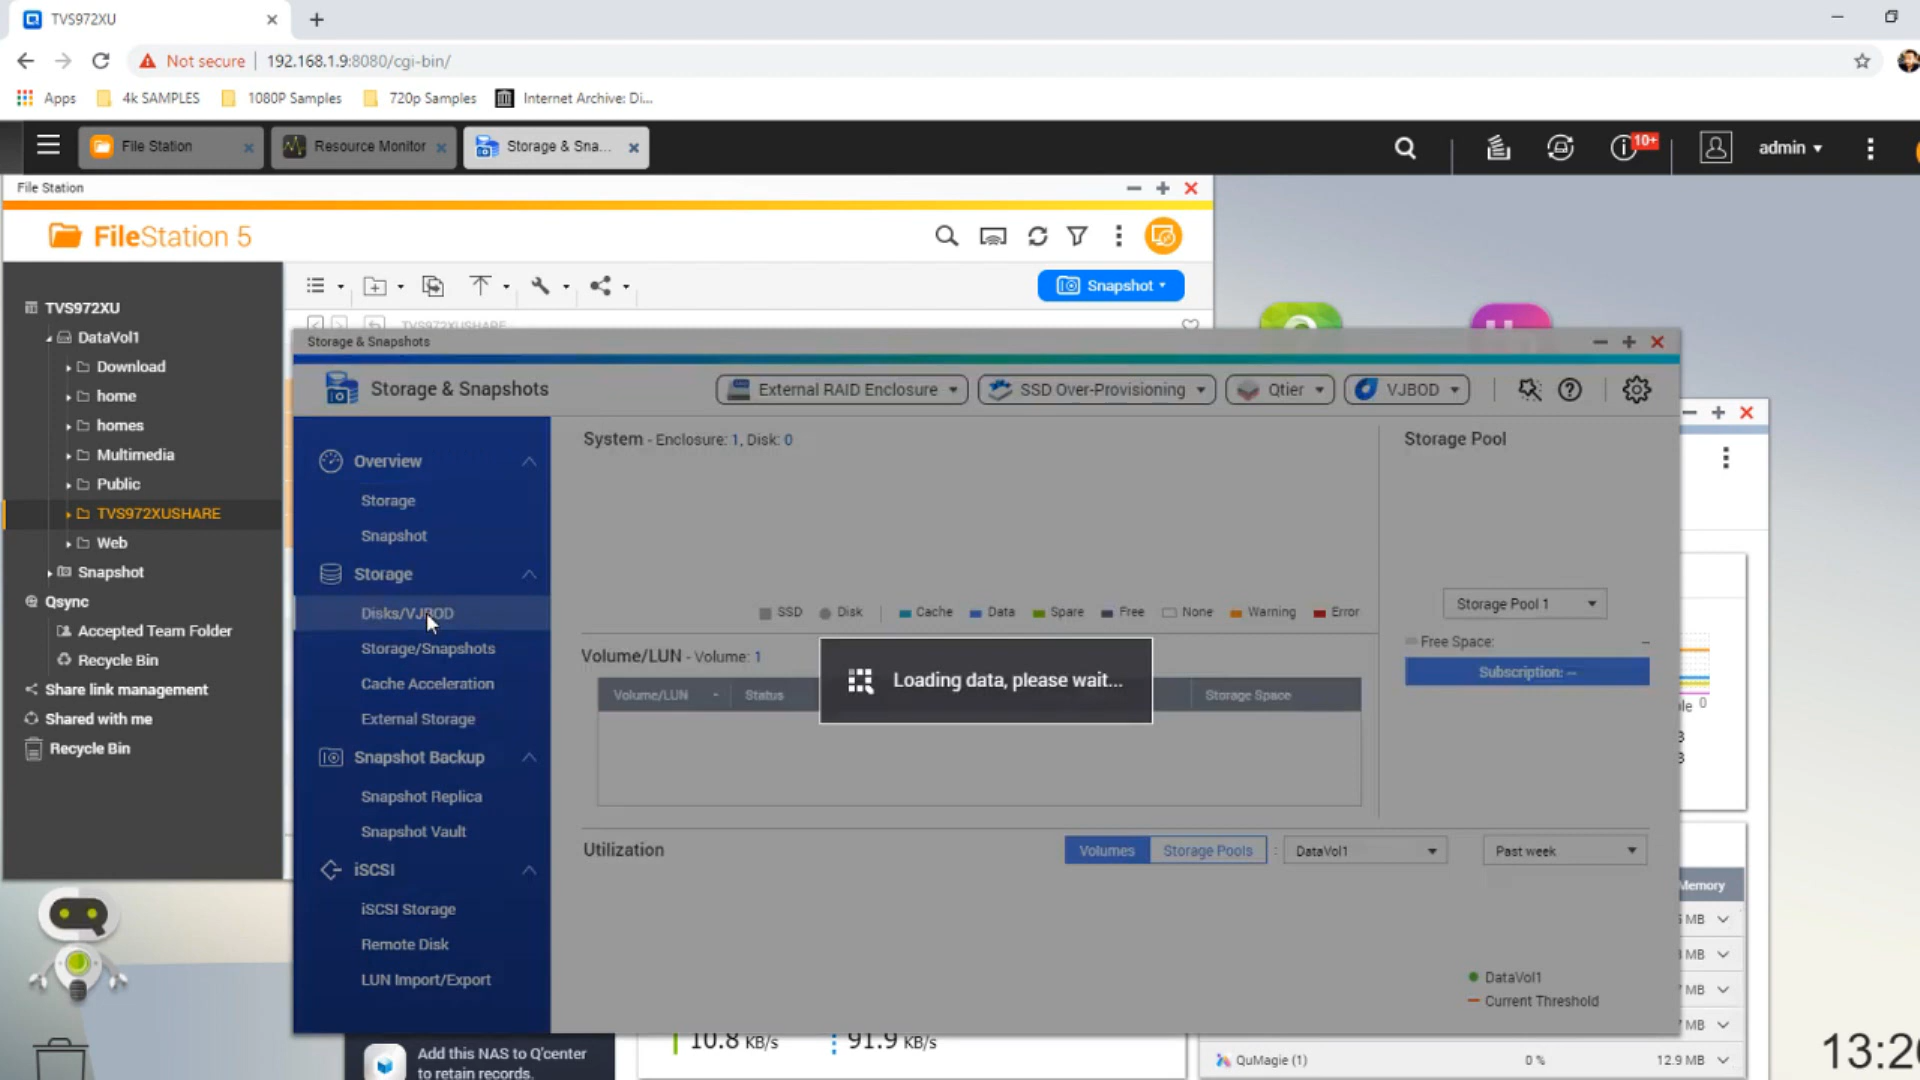 TVS972XU
Not secure
192.168.1.9:8080/cgi-bin/
Apps
4k SAMPLES
1080P Samples
720p Samples
Internet Archive: Di...
File Station
Resource Monitor
Storage & Sna...
10+
admin
File Station
FileStation 5
Snapshot
TVS972XU
DataVol1
Download
home
homes
Multimedia
Public
TVS972XUSHARE
Web
Snapshot
Qsync
Accepted Team Folder
Recycle Bin
Share link management
Shared with me
Recycle Bin
TVS972XUSHARE
Storage & Snapshots
Storage & Snapshots
External RAID Enclosure
SSD Over-Provisioning
Qtier
VJBOD
Overview
Storage
Snapshot
Storage
Disks/VJBOD
Storage/Snapshots
Cache Acceleration
External Storage
Snapshot Backup
Snapshot Replica
Snapshot Vault
iSCSI
iSCSI Storage
Remote Disk
LUN Import/Export
System - Enclosure: 1, Disk: 0
SSD Disk Cache Data Spare Free None Warning Error
Volume/LUN - Volume: 1
Volume/LUN Status Storage Space
Loading data, please wait...
Storage Pool
Storage Pool 1
Free Space: --
Subscription: --
Utilization
Volumes
Storage Pools
:
DataVol1
Past week
DataVol1
Current Threshold
0
Memory
MB
MB
MB
MB
MB
Add this NAS to Q'center
to retain records.
10.8 KB/s
91.9 KB/s
QuMagie (1)
0 %
12.9 MB